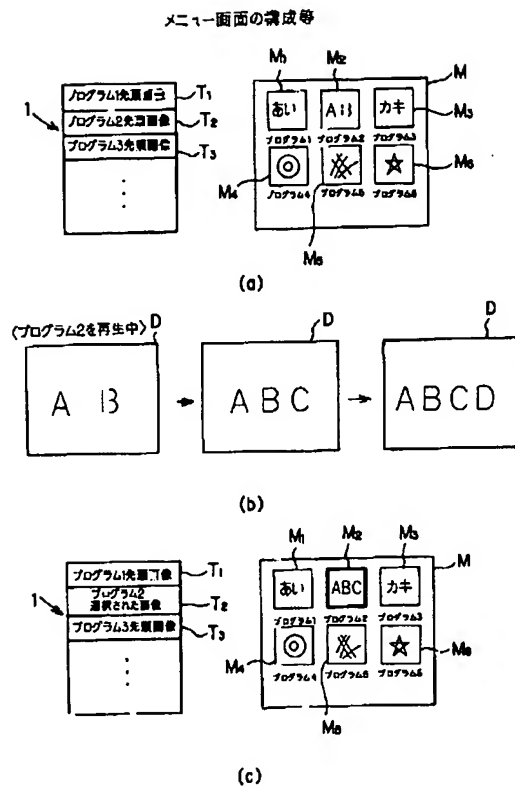 メニュー画面の構成等
1
プログラム1先頭画像 T1
プログラム2先頭画像 T2
プログラム3先頭画像 T3
M1 M2 M
あい AB カキ M3
プログラム1 プログラム2 プログラム3
M4 M6
プログラム4 プログラム5 プログラム6
M5
(a)
〈プログラム2を再生中〉 D D D
A B → ABC → ABCD
(b)
1
プログラム1先頭画像 T1
プログラム2
選択された画像 T2
プログラム3先頭画像 T3
M1 M2 M3 M
あい ABC カキ
プログラム1 プログラム2 プログラム3
M4 M6
プログラム4 プログラム5 プログラム6
M5
(c)